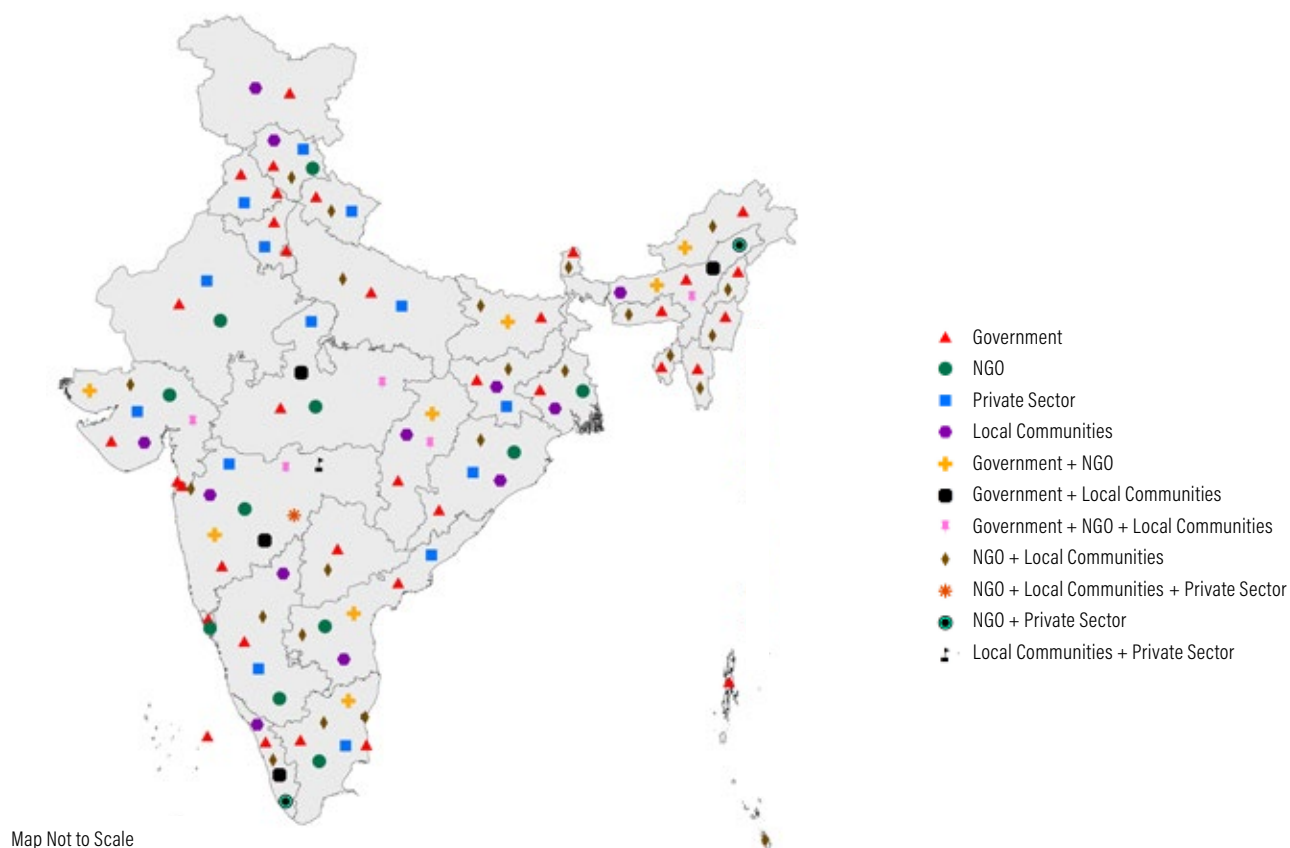 Government
NGO
Private Sector
Local Communities
Government + NGO
Government + Local Communities
Government + NGO + Local Communities
NGO + Local Communities
NGO + Local Communities + Private Sector
NGO + Private Sector
Local Communities + Private Sector
Map Not to Scale